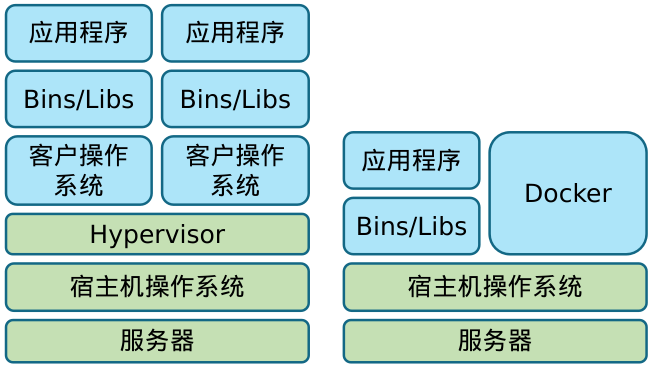 应用程序
应用程序
Bins/Libs
Bins/Libs
客户操作
系统
客户操作
系统
Hypervisor
宿主机操作系统
服务器
应用程序
Bins/Libs
Docker
宿主机操作系统
服务器